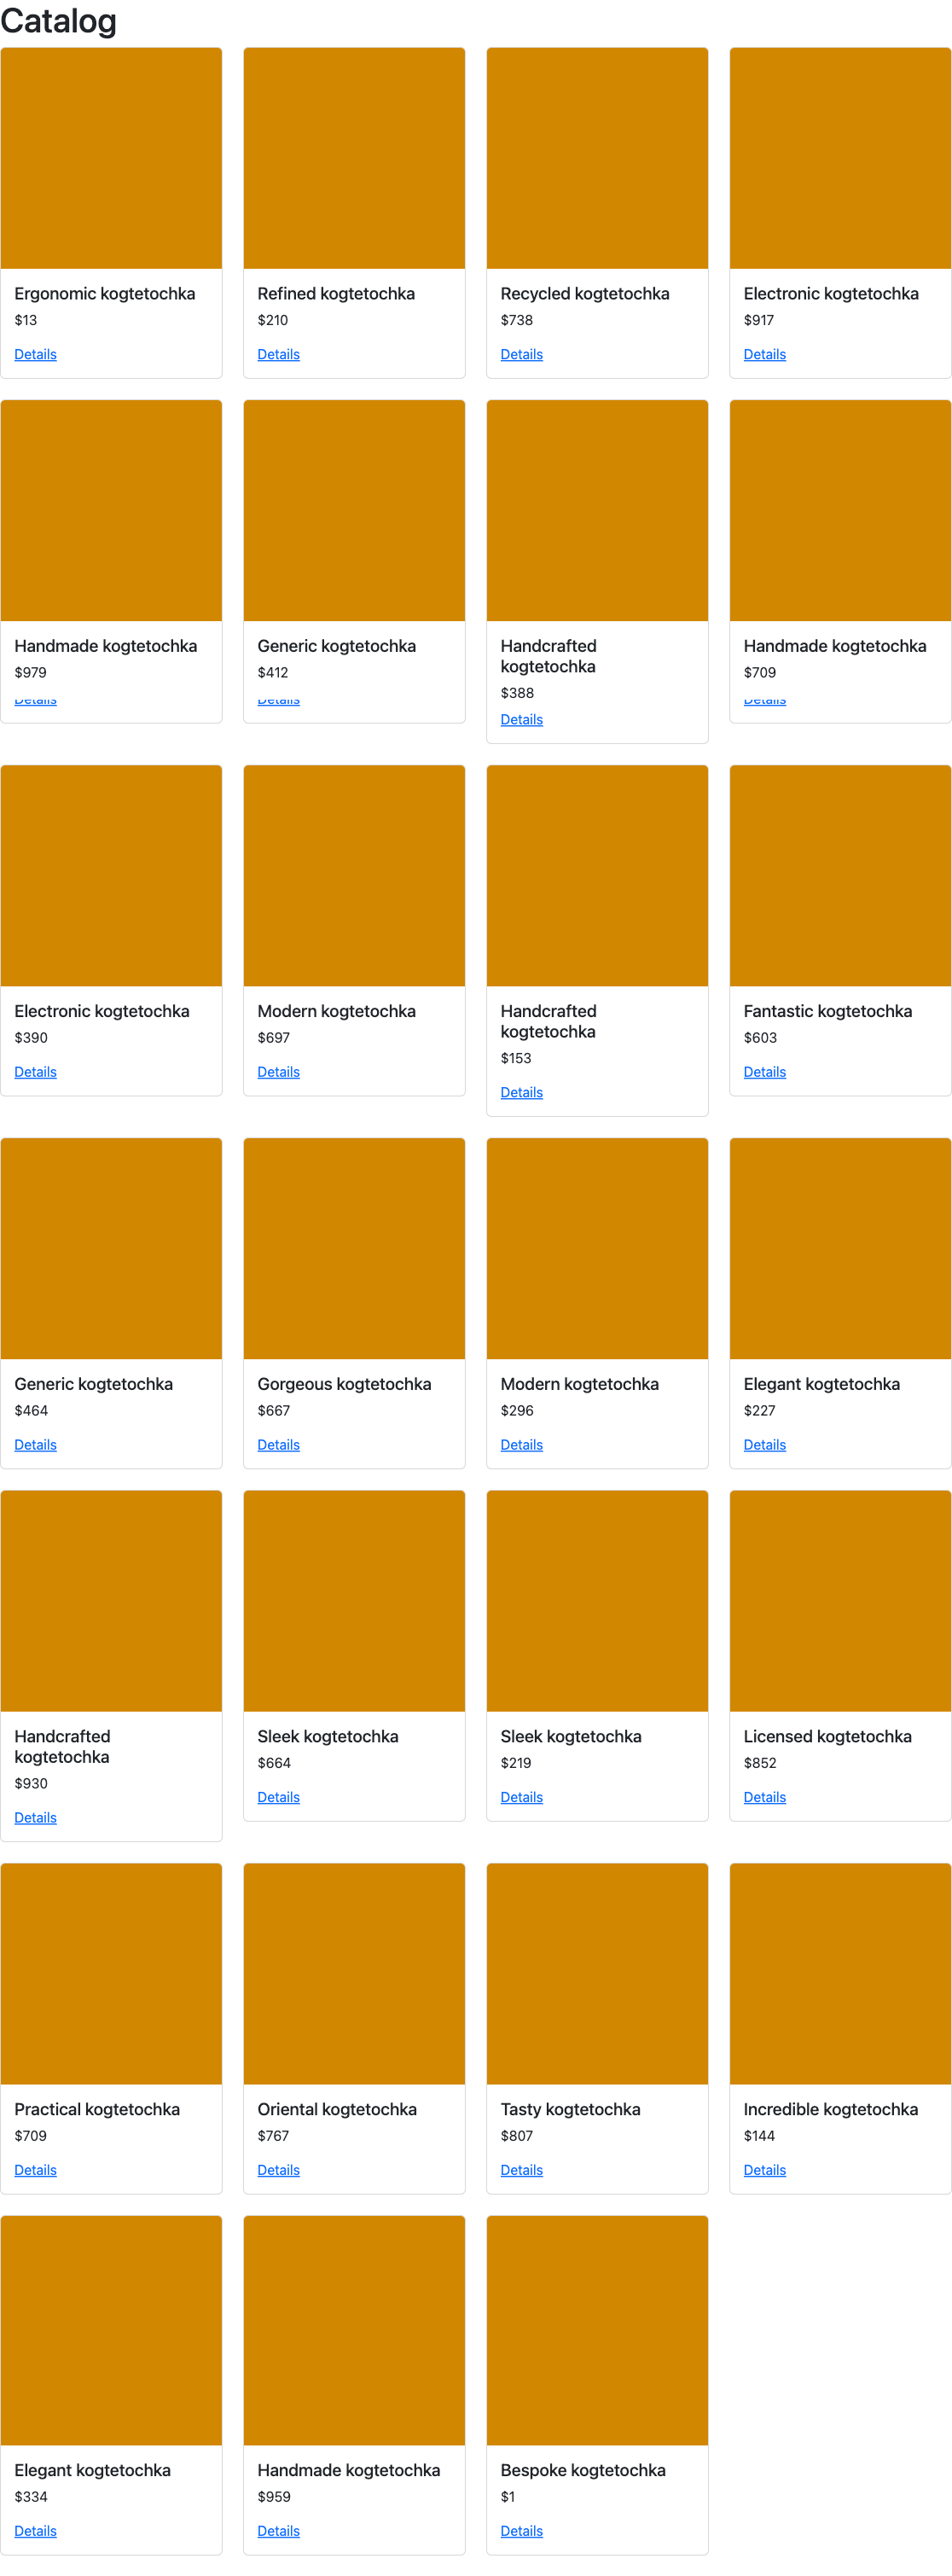 Catalog
Ergonomic kogtetochka
$13
Details
Refined kogtetochka
$210
Details
Recycled kogtetochka
$738
Details
Electronic kogtetochka
$917
Details
Handmade kogtetochka
$979
Details
Generic kogtetochka
$412
Details
Handcrafted
kogtetochka
$388
Details
Handmade kogtetochka
$709
Details
Electronic kogtetochka
$390
Details
Modern kogtetochka
$697
Details
Handcrafted
kogtetochka
$153
Details
Fantastic kogtetochka
$603
Details
Generic kogtetochka
$464
Details
Gorgeous kogtetochka
$667
Details
Modern kogtetochka
$296
Details
Elegant kogtetochka
$227
Details
Handcrafted
kogtetochka
$930
Details
Sleek kogtetochka
$664
Details
Sleek kogtetochka
$219
Details
Licensed kogtetochka
$852
Details
Practical kogtetochka
$709
Details
Oriental kogtetochka
$767
Details
Tasty kogtetochka
$807
Details
Incredible kogtetochka
$144
Details
Elegant kogtetochka
$334
Details
Handmade kogtetochka
$959
Details
Bespoke kogtetochka
$1
Details